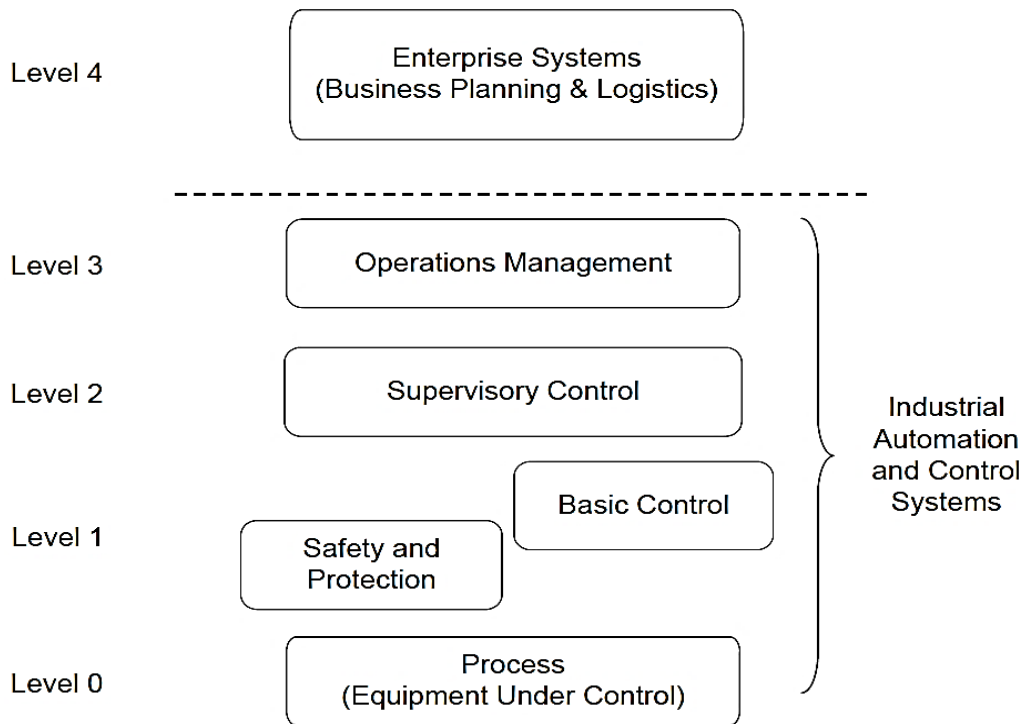 Level 4
Enterprise Systems
(Business Planning & Logistics)
Level 3
Operations Management
Level 2
Supervisory Control
Industrial
Automation
and Control
Systems
Level 1
Basic Control
Safety and
Protection
Level 0
Process
(Equipment Under Control)